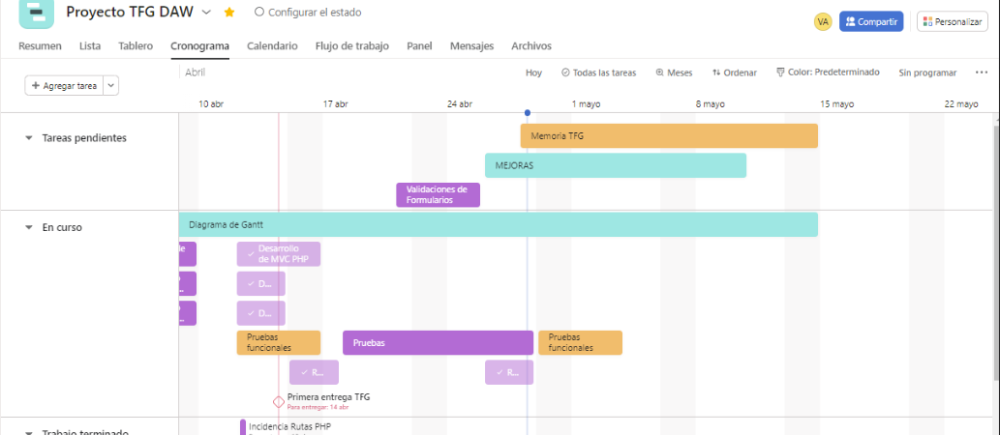 Proyecto TFG DAW
Configurar el estado
VA
Compartir
Personalizar
Resumen Lista Tablero Cronograma Calendario Flujo de trabajo Panel Mensajes Archivos
+ Agregar tarea
Abril
Hoy Todas las tareas Meses Ordenar Color: Predeterminado Sin programar ...
10 abr 17 abr 24 abr 1 mayo 8 mayo 15 mayo 22 mayo
Tareas pendientes
Memoria TFG
MEJORAS
Validaciones de
Formularios
En curso
Diagrama de Gantt
Desarrollo
de MVC PHP
D...
D...
Pruebas
funcionales
Pruebas
Pruebas
funcionales
R...
R...
Primera entrega TFG
Para entregar: 14 abr
Trabajo terminado
Incidencia Rutas PHP